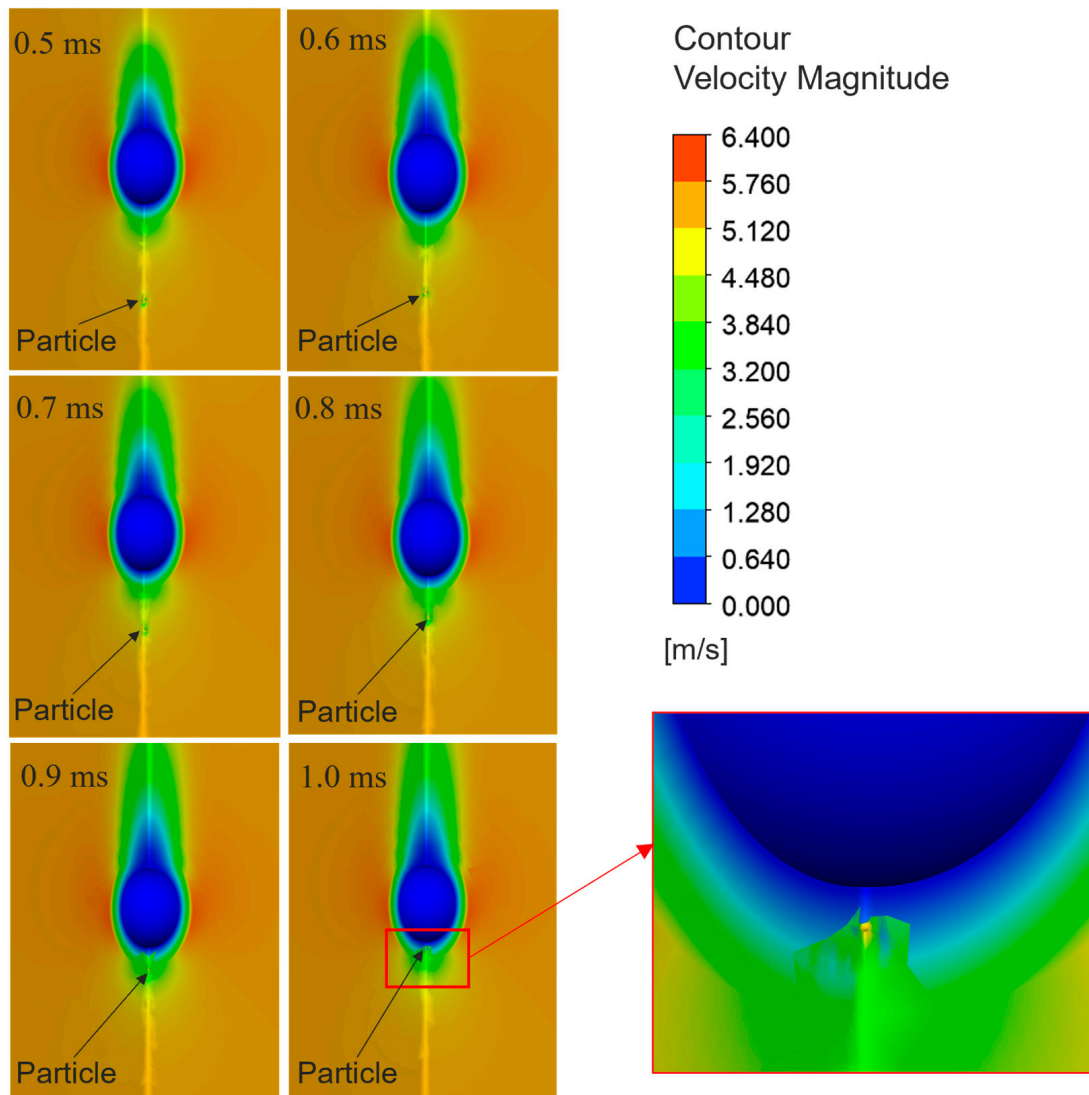 0.5 ms
0.6 ms
Particle
Particle
0.7 ms
0.8 ms
Particle
Particle
0.9 ms
1.0 ms
Particle
Particle
Contour
Velocity Magnitude
6.400
5.760
5.120
4.480
3.840
3.200
2.560
1.920
1.280
0.640
0.000
[m/s]